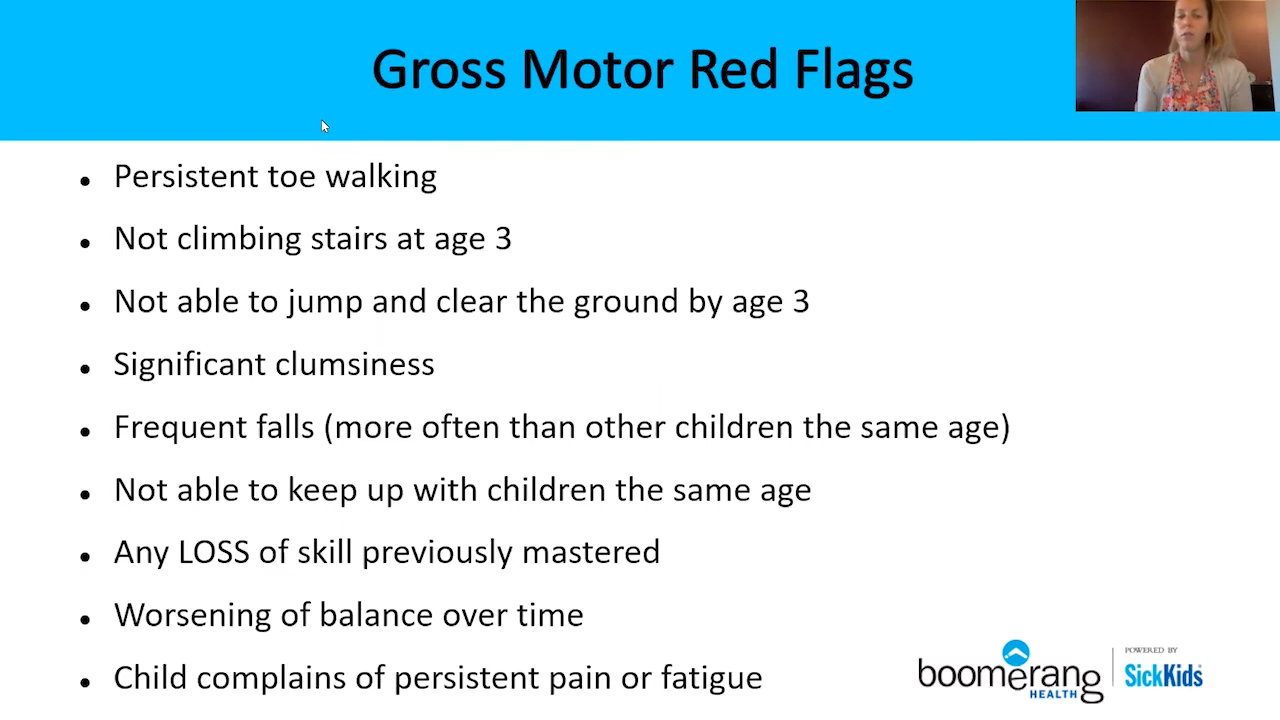 Gross Motor Red Flags
• Persistent toe walking
• Not climbing stairs at age 3
• Not able to jump and clear the ground by age 3
• Significant clumsiness
• Frequent falls (more often than other children the same age)
• Not able to keep up with children the same age
• Any LOSS of skill previously mastered
• Worsening of balance over time
• Child complains of persistent pain or fatigue
boomerang
HEALTH
POWERED BY
SickKids